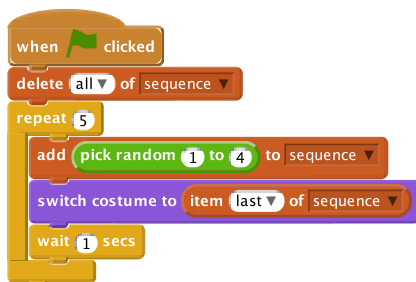 when clicked
delete all ▼ of sequence ▼
repeat 5
add pick random 1 to 4 to sequence ▼
switch costume to item last ▼ of sequence ▼
wait 1 secs